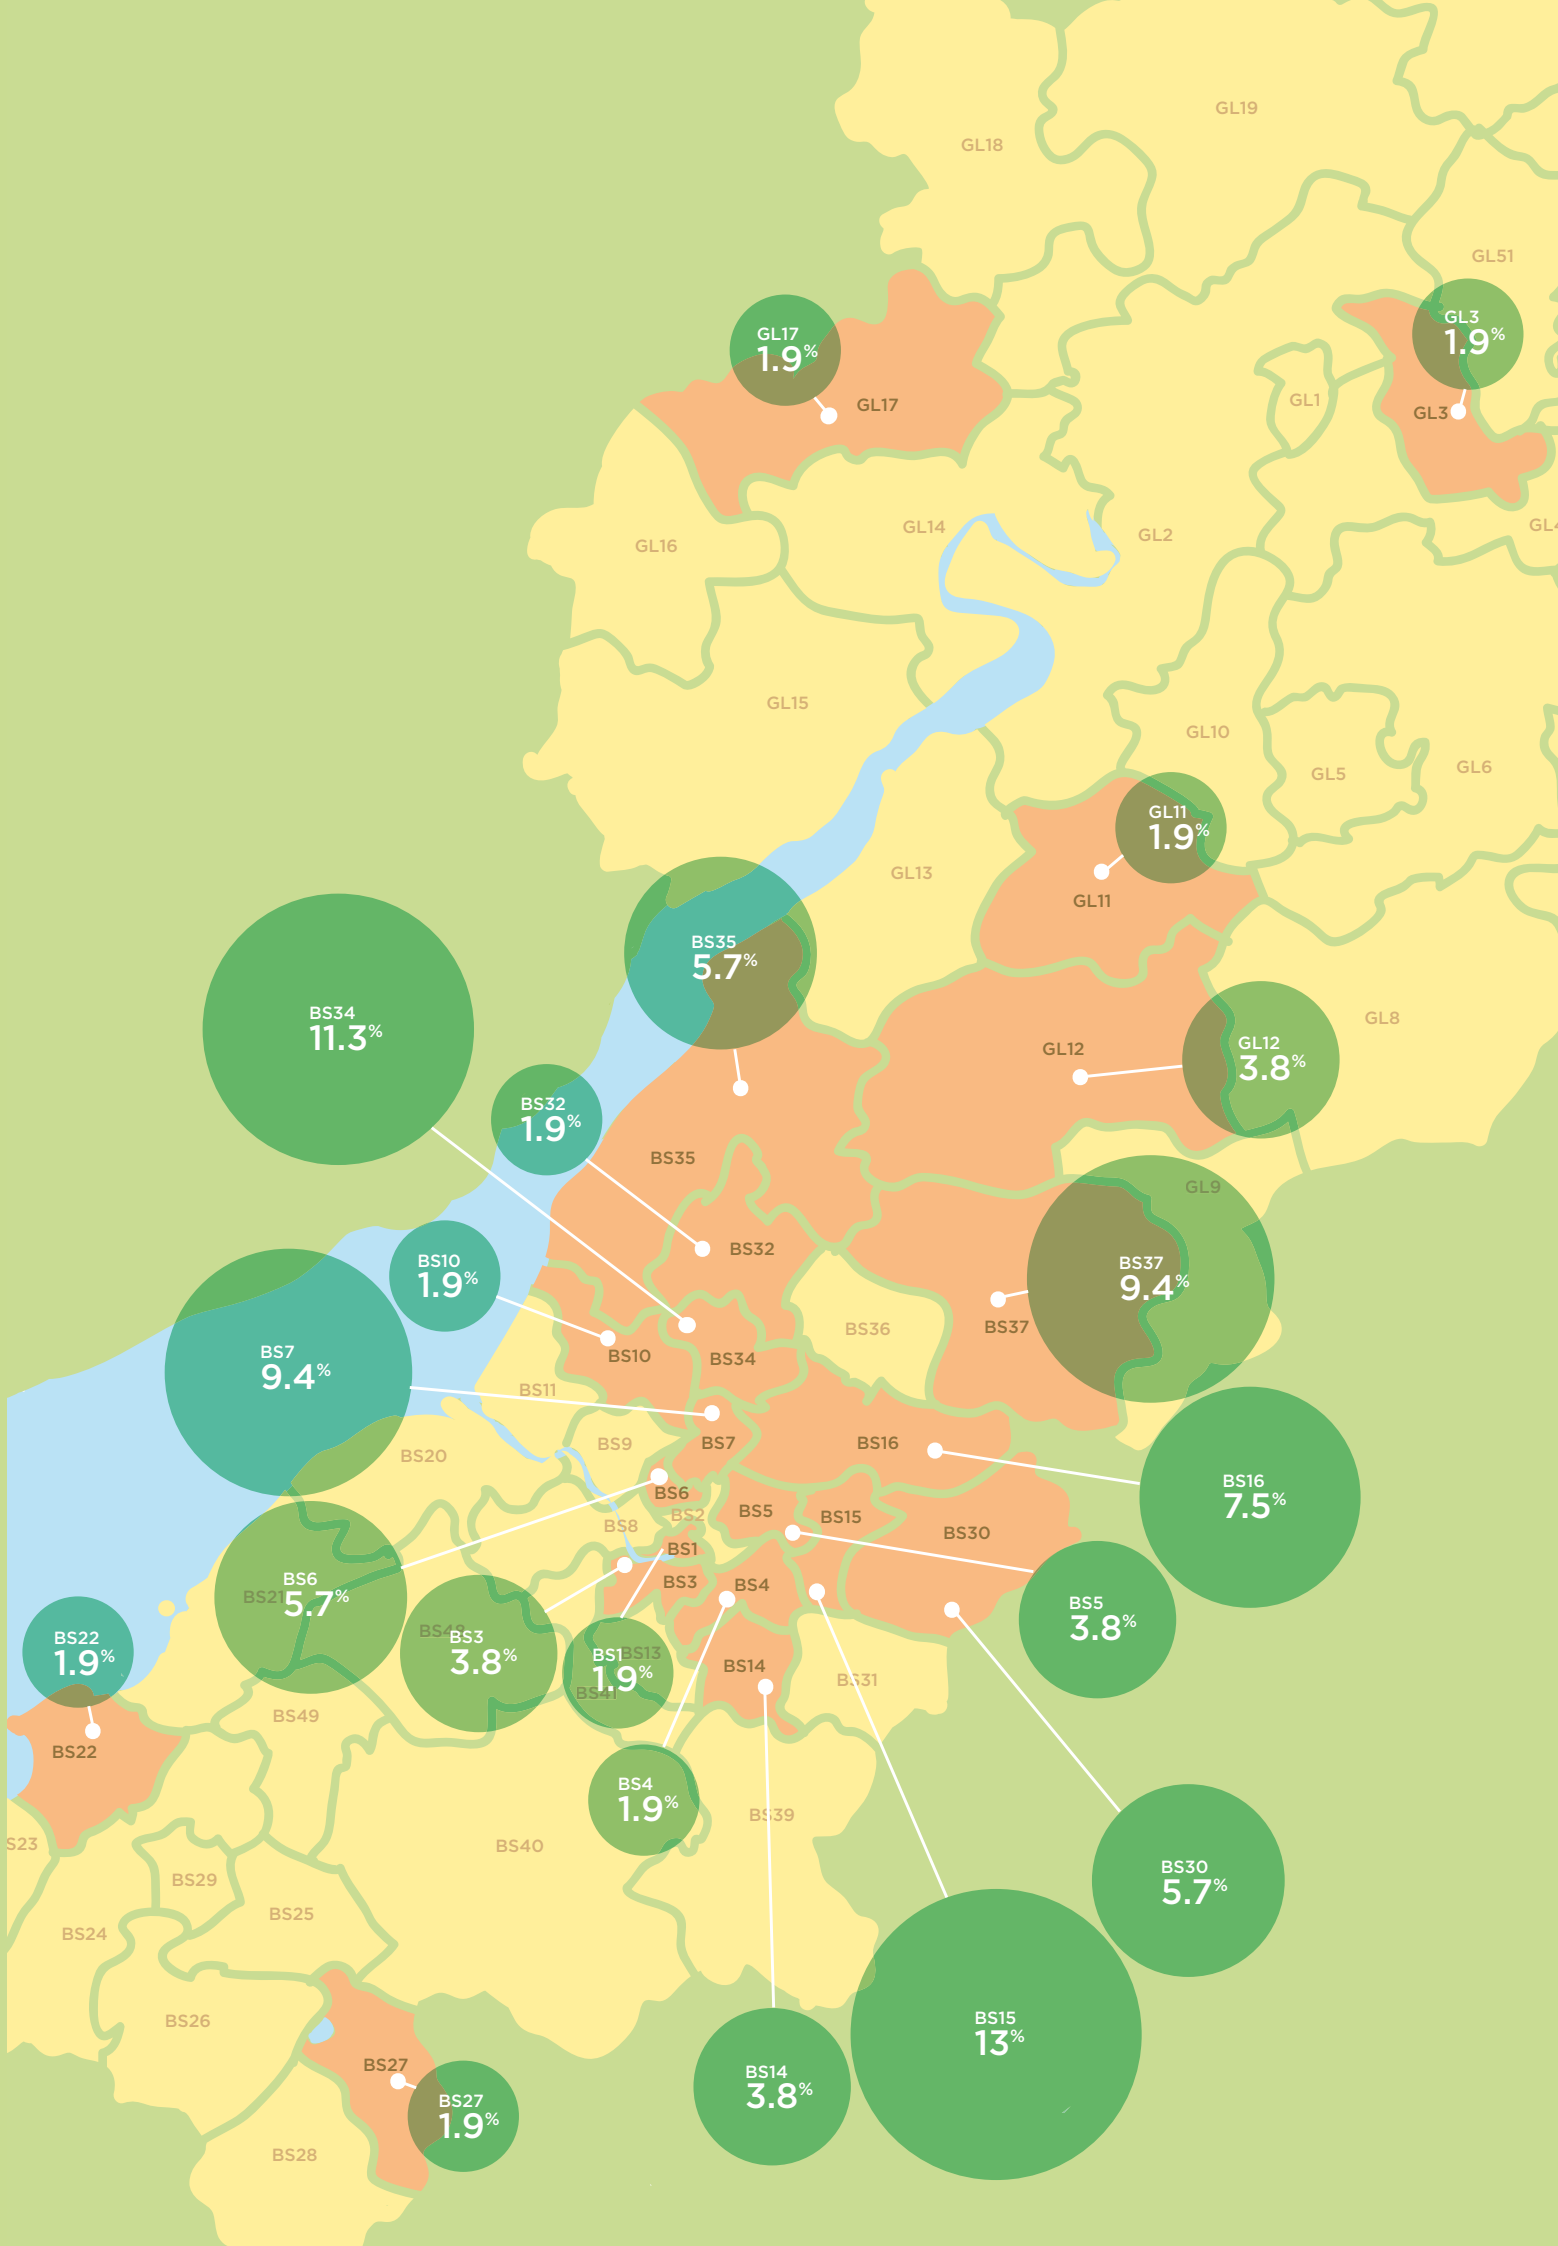 GL19
GL18
GL51
GL17
1.9%
GL17
GL3
1.9%
GL3
GL1
GL4
GL16
GL14
GL2
GL15
GL10
GL5
GL6
GL11
1.9%
GL11
GL13
BS35
5.7%
BS34
11.3%
GL8
GL12
GL12
3.8%
BS32
1.9%
BS35
GL9
BS32
BS10
1.9%
BS37
9.4%
BS37
BS36
BS7
9.4%
BS10
BS34
BS11
BS20
BS9
BS7
BS16
BS16
7.5%
BS6
BS2
BS5
BS15
BS8
BS30
BS1
BS6
5.7%
BS21
BS3
BS4
BS5
3.8%
BS48
BS3
3.8%
BS22
1.9%
BS1
1.9%
BS13
BS41
BS14
BS31
BS49
BS22
BS4
1.9%
BS39
S23
BS40
BS29
BS30
5.7%
BS25
BS24
BS26
BS15
13%
BS27
BS14
3.8%
BS27
1.9%
BS28